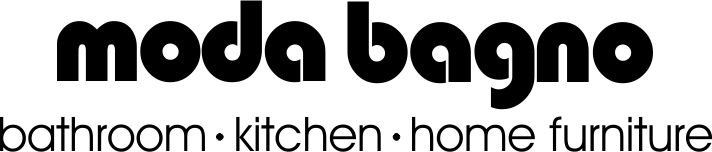 moda bagno
bathroom · kitchen · home furniture